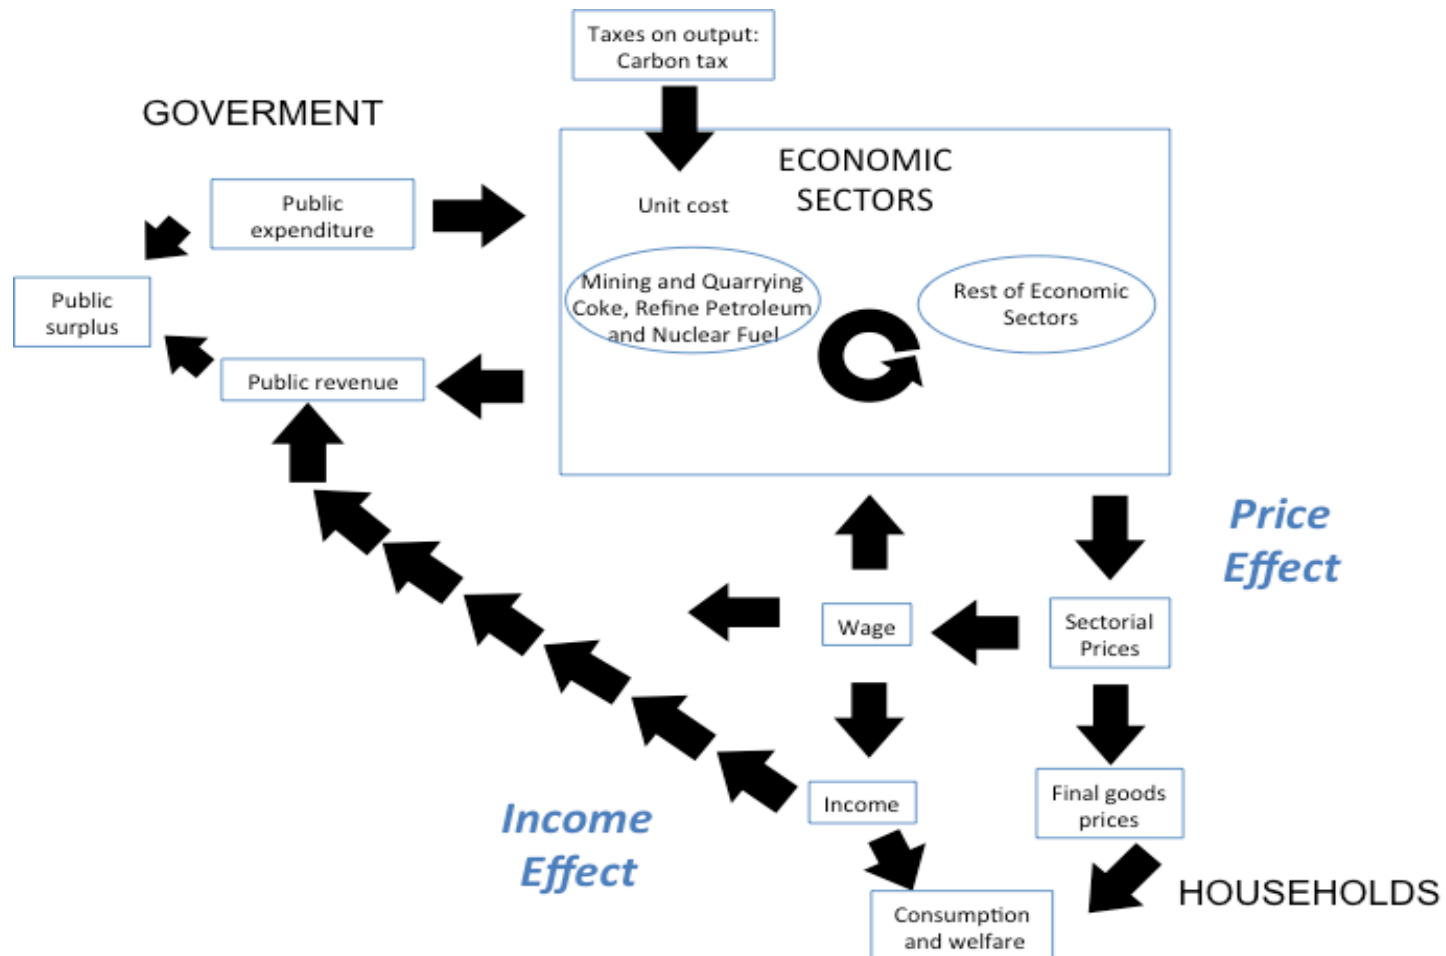 Taxes on output:
Carbon tax
GOVERMENT
ECONOMIC
SECTORS
Public
expenditure
Unit cost
Mining and Quarrying
Coke, Refine Petroleum
and Nuclear Fuel
Rest of Economic
Sectors
Public
surplus
Public revenue
Price
Effect
Wage
Sectorial
Prices
Income
Final goods
prices
Income
Effect
HOUSEHOLDS
Consumption
and welfare